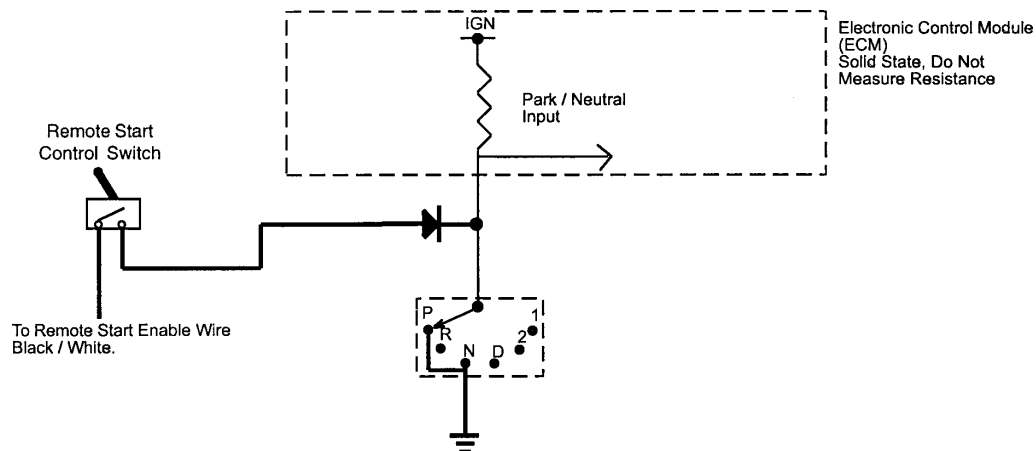 IGN
Electronic Control Module
(ECM)
Solid State, Do Not
Measure Resistance
Park / Neutral
Input
Remote Start
Control Switch
To Remote Start Enable Wire
Black / White.
P
R
N
D
2
1